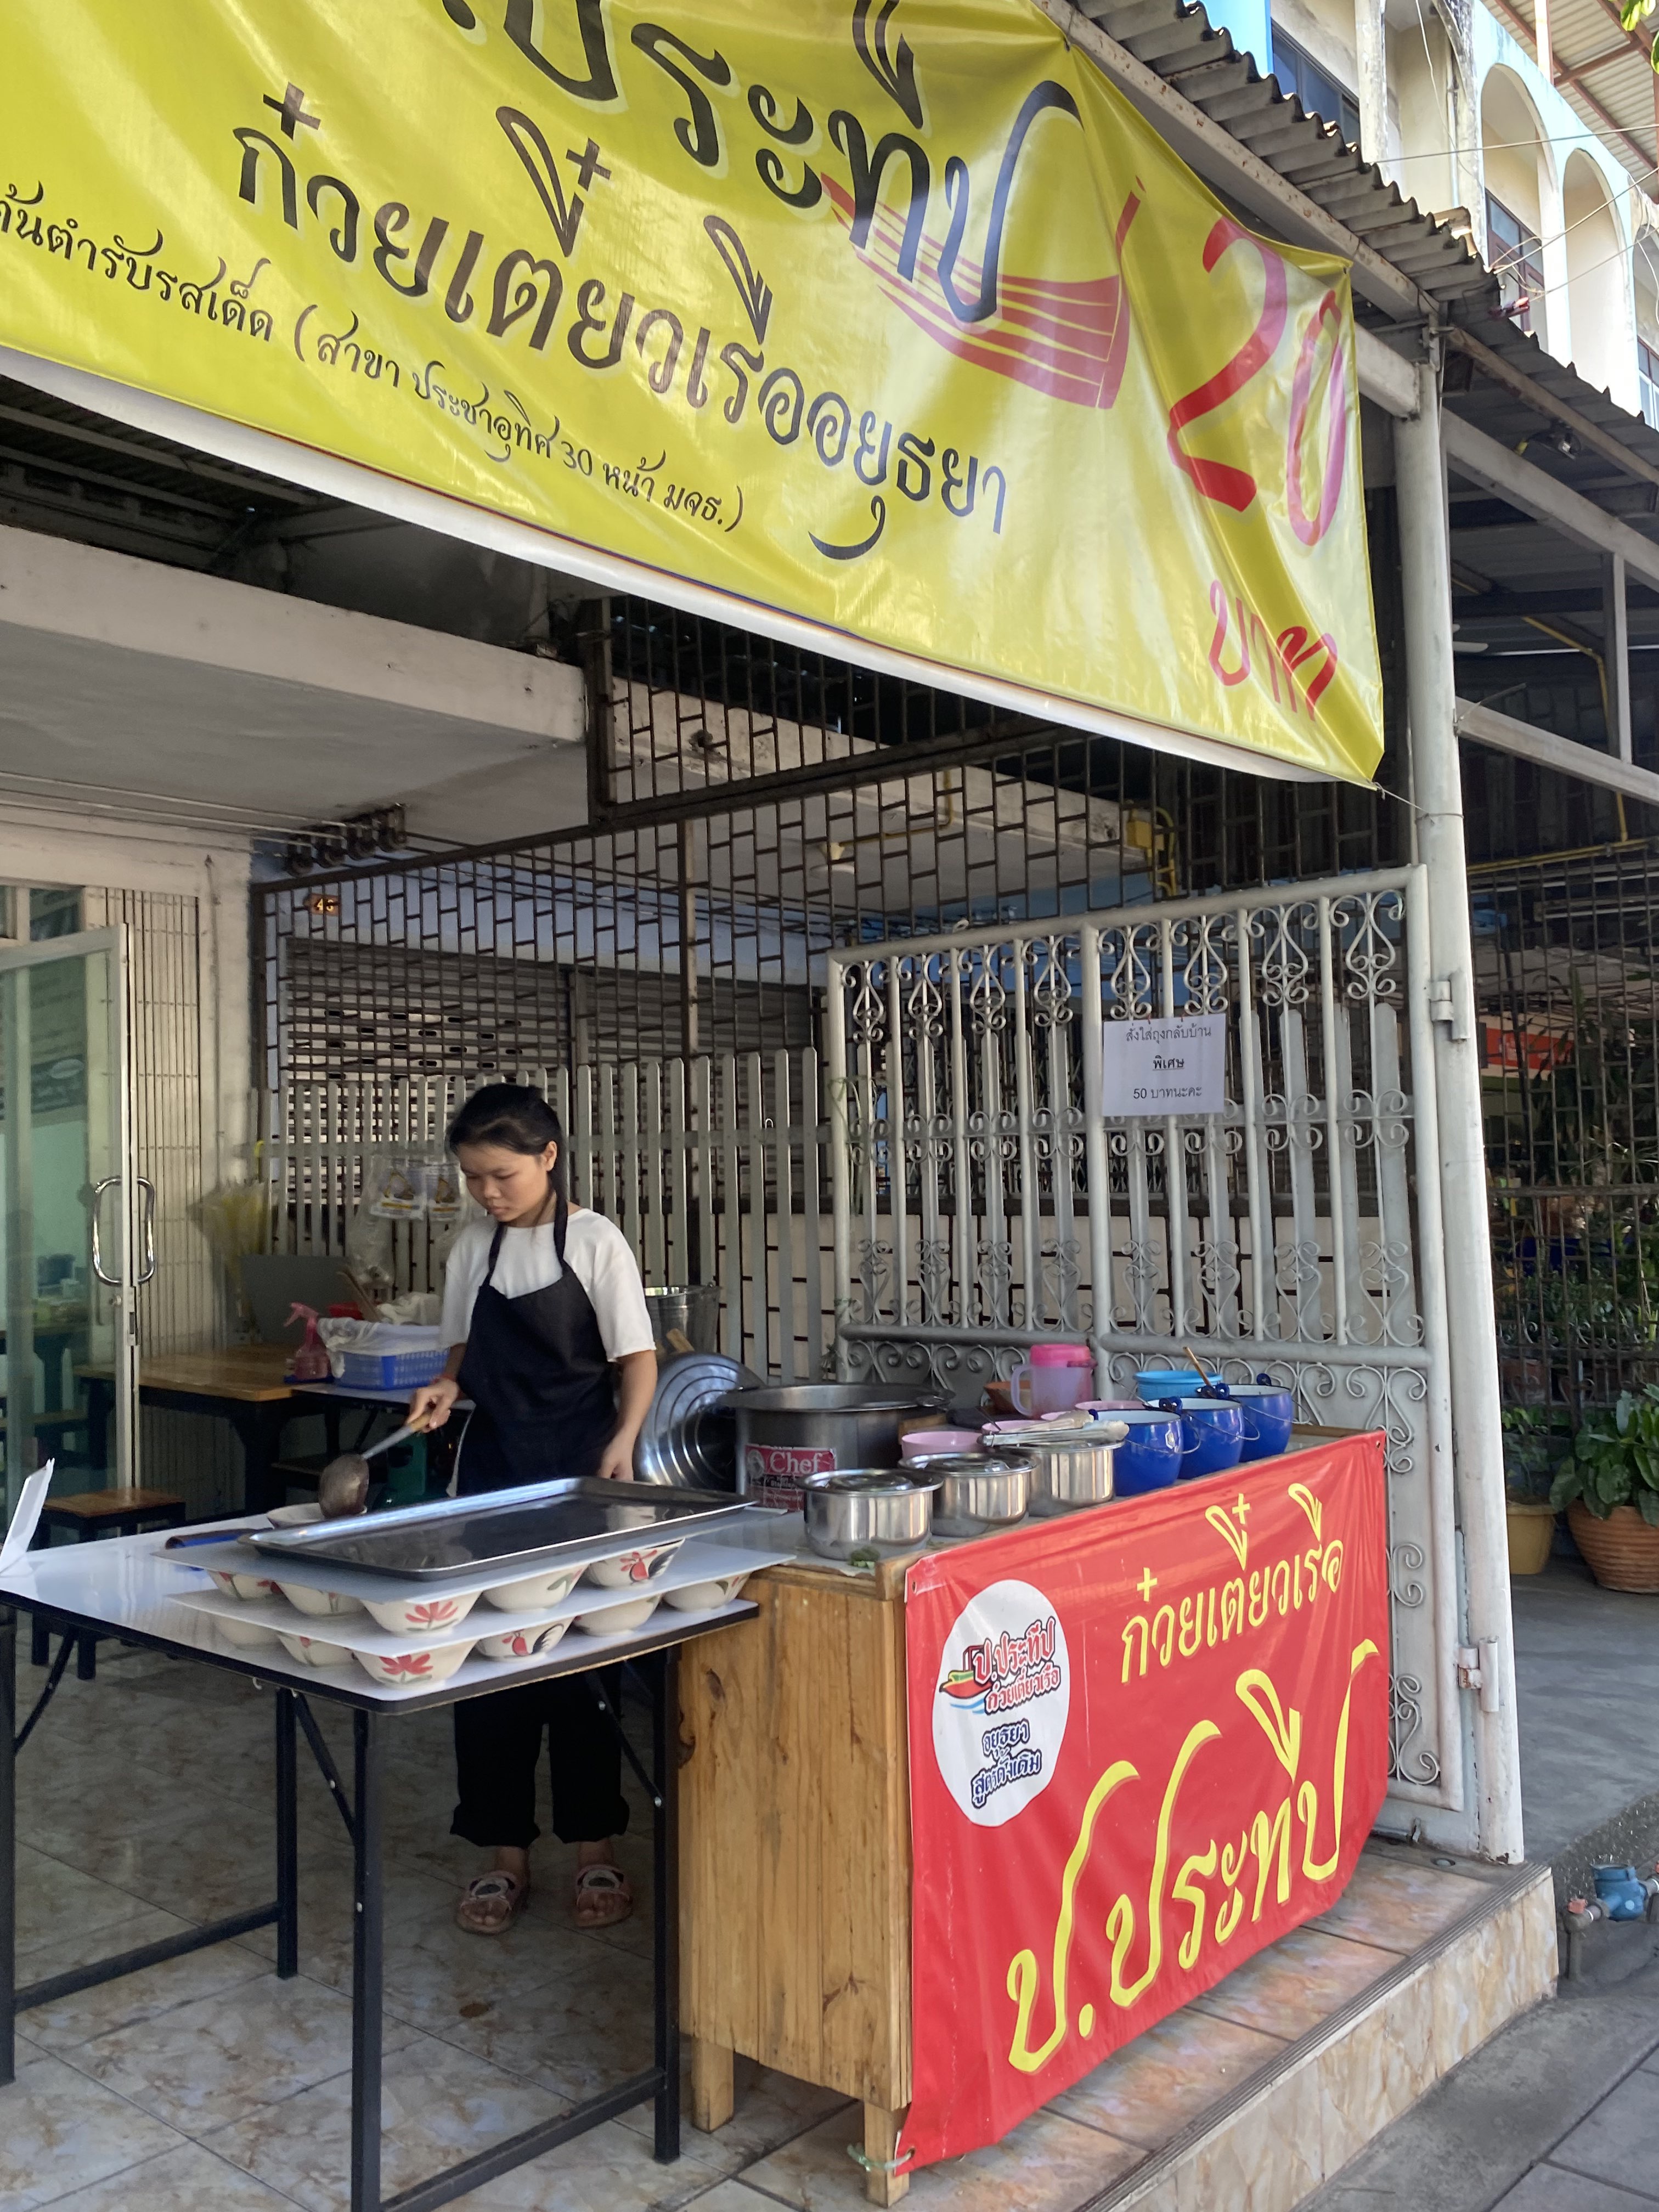 ป.ประทีป
ก๋วยเตี๋ยวเรืออยุธยา
ต้นตำรับรสเด็ด (สาขา ประชาอุทิศ 30 หน้า มจธ.)
20
บาท
45
สั่งใส่ถุงกลับบ้าน
พิเศษ
50 บาทนะคะ
Chef
ก๋วยเตี๋ยวเรือ
ป.ประทีป
ป.ประทีป
ก๋วยเตี๋ยวเรือ
อยุธยา
สูตรดั้งเดิม